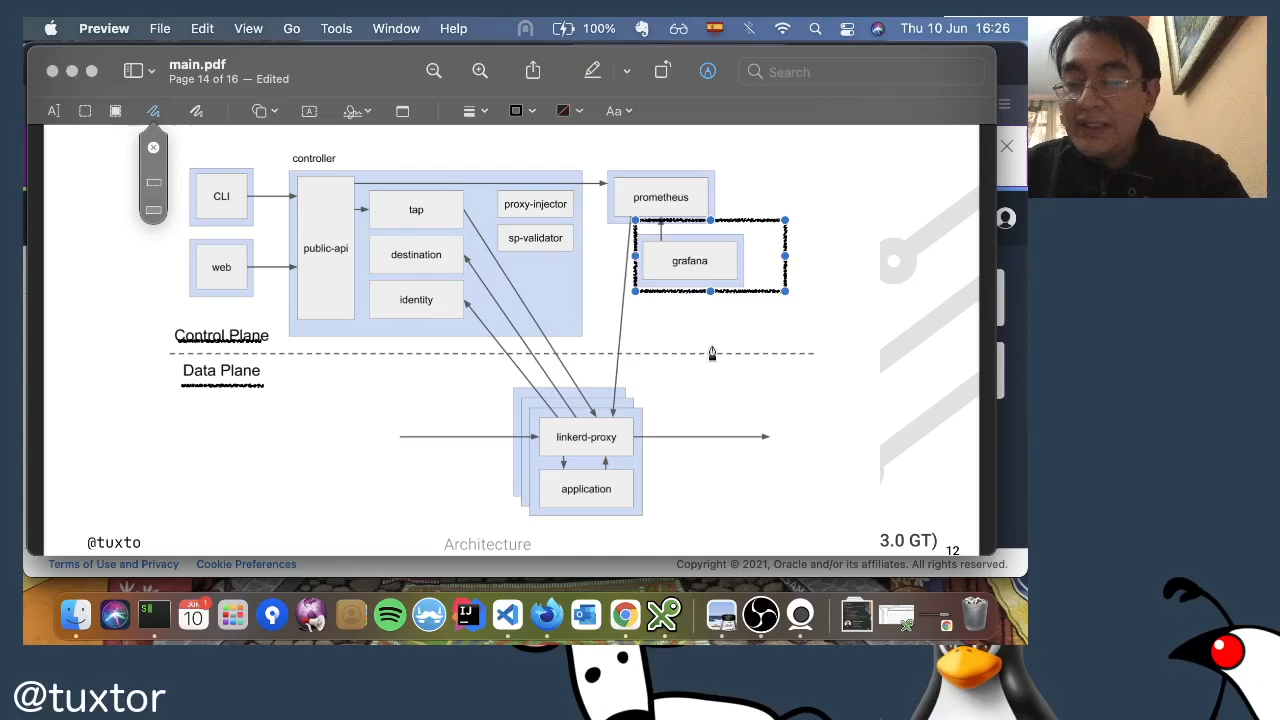 Preview File Edit View Go Tools Window Help 100% Thu 10 Jun 16:26
main.pdf
Page 14 of 16 — Edited
Search
Aa
controller
CLI
web
public-api
tap
destination
identity
proxy-injector
sp-validator
prometheus
grafana
Control Plane
Data Plane
linkerd-proxy
application
@tuxto
Architecture
3.0 GT)
12
Terms of Use and Privacy Cookie Preferences Copyright © 2021, Oracle and/or its affiliates. All rights reserved.
JUN
10
@tuxtor